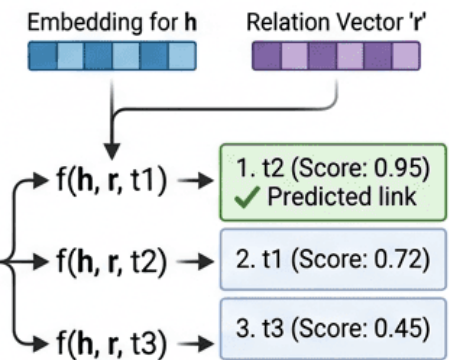 Embedding for h
Relation Vector 'r'
f(h, r, t1)
1. t2 (Score: 0.95)
✓ Predicted link
f(h, r, t2)
2. t1 (Score: 0.72)
f(h, r, t3)
3. t3 (Score: 0.45)